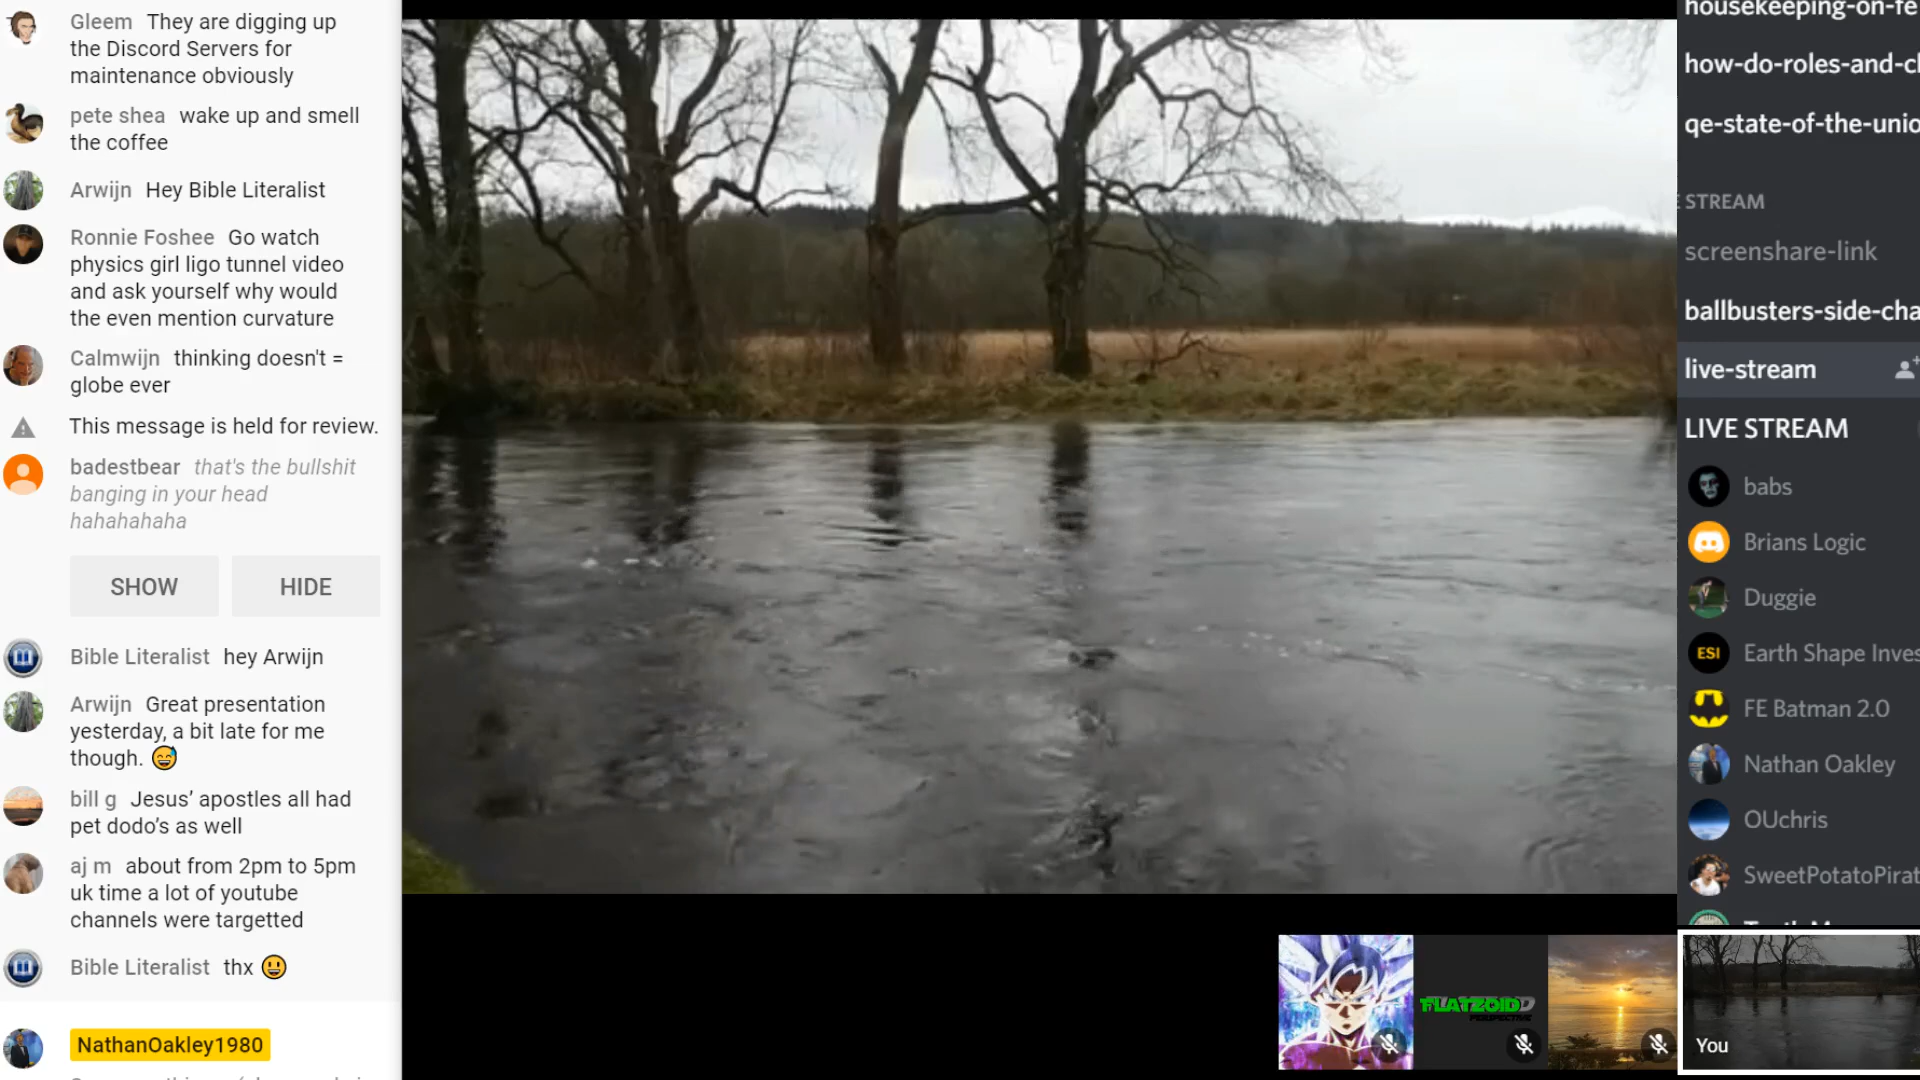 Gleem They are digging up
the Discord Servers for
maintenance obviously
pete shea wake up and smell
the coffee
Arwijn Hey Bible Literalist
Ronnie Foshee Go watch
physics girl ligo tunnel video
and ask yourself why would
the even mention curvature
Calmwijn thinking doesn't =
globe ever
This message is held for review.
badestbear that's the bullshit
banging in your head
hahahahaha
SHOW HIDE
Bible Literalist hey Arwijn
Arwijn Great presentation
yesterday, a bit late for me
though. 😅
bill g Jesus’ apostles all had
pet dodo’s as well
aj m about from 2pm to 5pm
uk time a lot of youtube
channels were targetted
Bible Literalist thx 😃
NathanOakley1980
FLATZOID
PERSPECTIVE
You
housekeeping-on-fe
how-do-roles-and-c
qe-state-of-the-unio
STREAM
screenshare-link
ballbusters-side-cha
live-stream
LIVE STREAM
babs
Brians Logic
Duggie
ESI Earth Shape Inves
FE Batman 2.0
Nathan Oakley
OUchris
SweetPotatoPirat